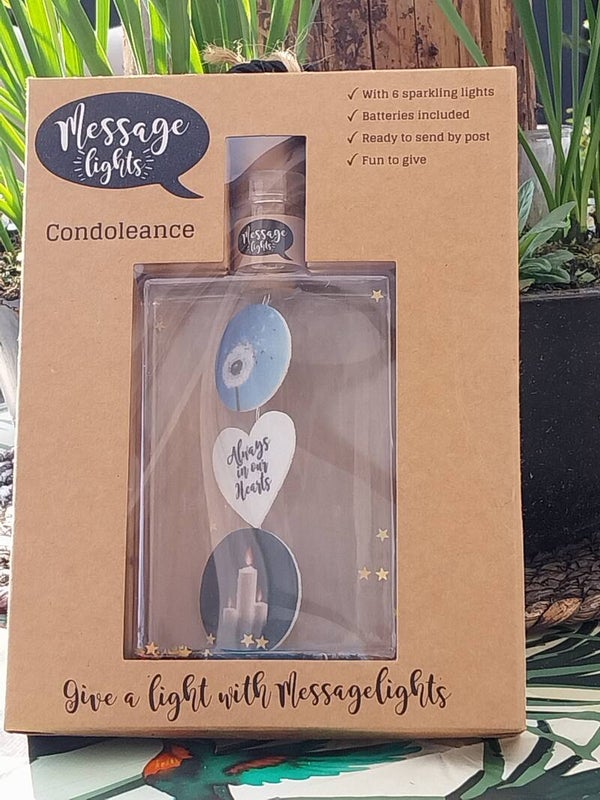 Message
lights
✓ With 6 sparkling lights
✓ Batteries included
✓ Ready to send by post
✓ Fun to give
Condoleance
Message
lights
Always
in our
Hearts
Give a light with Messagelights